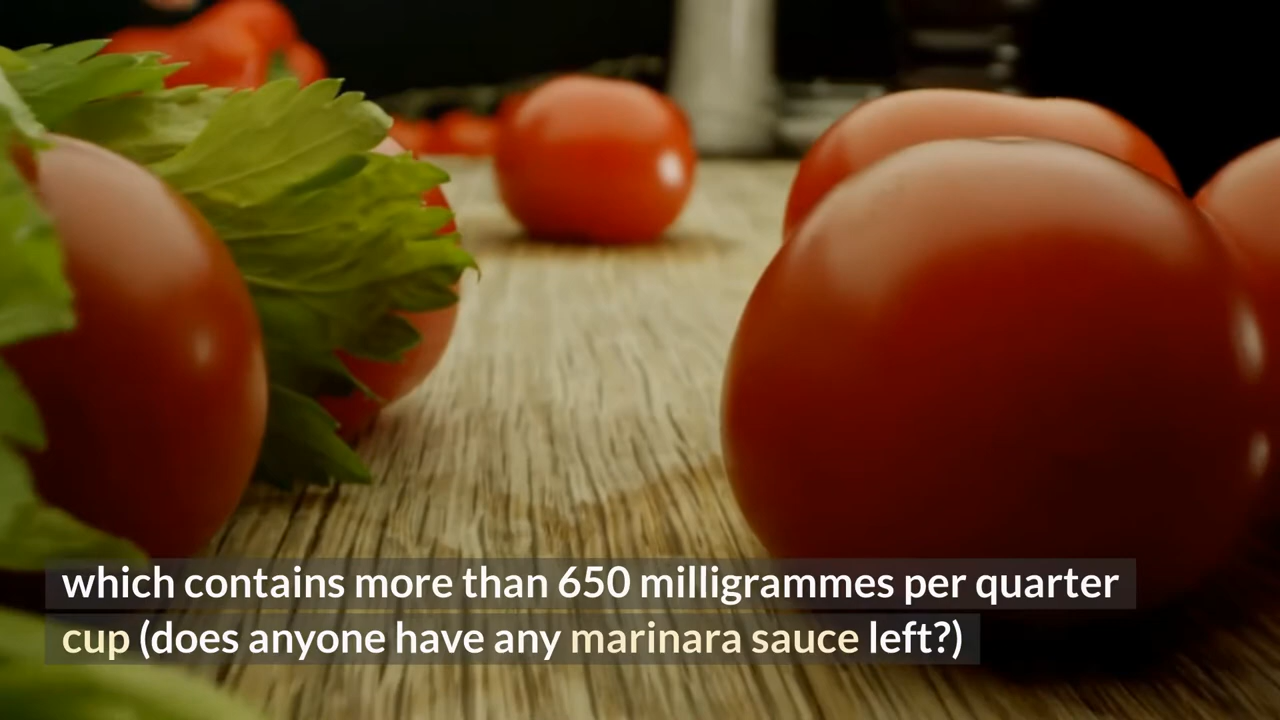 which contains more than 650 milligrammes per quarter
cup (does anyone have any marinara sauce left?)